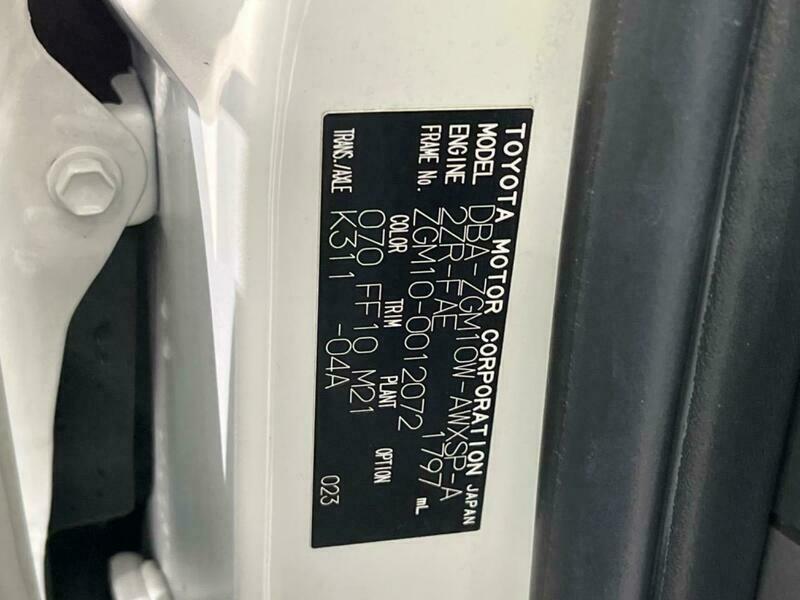 TOYOTA MOTOR CORPORATION JAPAN
MODEL DBA-ZGM10W-AWXSP-A
ENGINE 2ZR-FAE 1797 mL
FRAME No. ZGM10-0012072
COLOR TRIM PLANT OPTION
070 FF10 M21
TRANS./AXLE K311 -04A
023